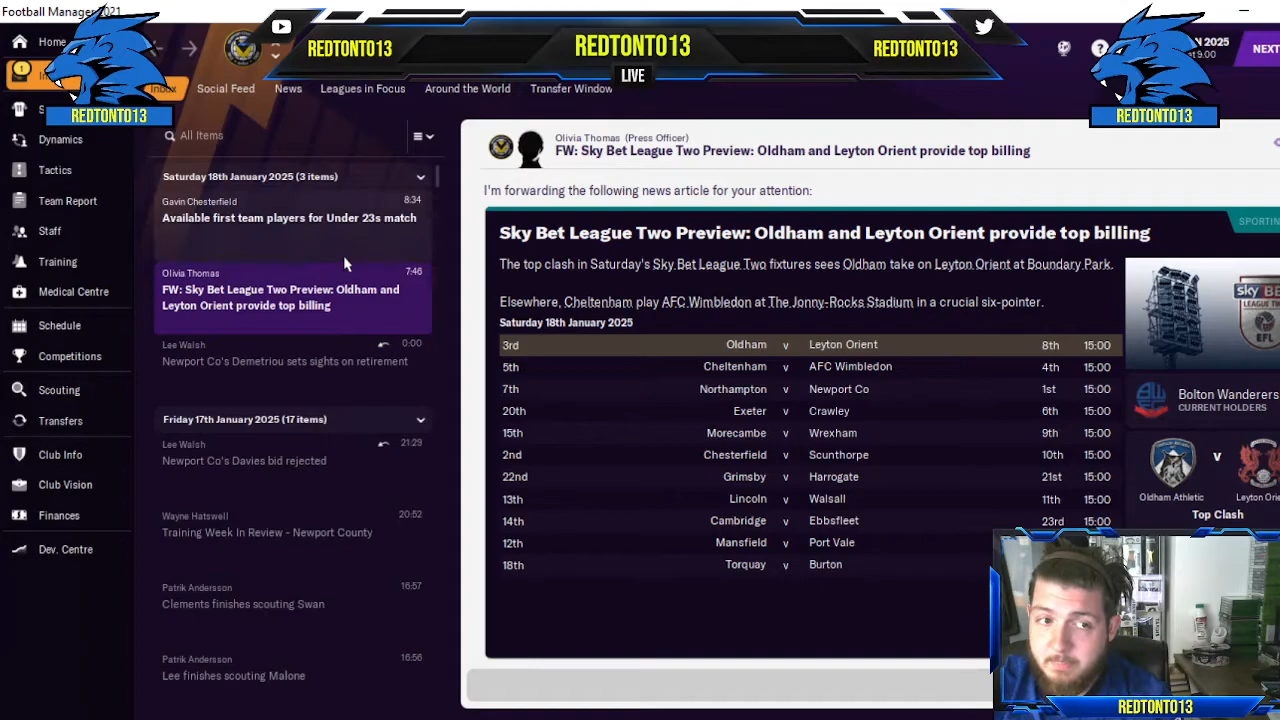 Football Manager 2021
REDTONTO13
REDTONTO13
REDTONTO13
LIVE
REDTONTO13
REDTONTO13
Home
1
Inbox
Social Feed
News
Leagues in Focus
Around the World
Transfer Window
2025
9.00
NEXT
Dynamics
Tactics
Team Report
Staff
Training
Medical Centre
Schedule
Competitions
Scouting
Transfers
Club Info
Club Vision
Finances
Dev. Centre
All Items
Saturday 18th January 2025 (3 items)
Gavin Chesterfield 8:34
Available first team players for Under 23s match
Olivia Thomas 7:46
FW: Sky Bet League Two Preview: Oldham and
Leyton Orient provide top billing
Lee Walsh 0:00
Newport Co's Demetriou sets sights on retirement
Friday 17th January 2025 (17 items)
Lee Walsh 21:29
Newport Co's Davies bid rejected
Wayne Hatswell 20:52
Training Week In Review - Newport County
Patrik Andersson 16:57
Clements finishes scouting Swan
Patrik Andersson 16:56
Lee finishes scouting Malone
Olivia Thomas (Press Officer)
FW: Sky Bet League Two Preview: Oldham and Leyton Orient provide top billing
I'm forwarding the following news article for your attention:
SPORTIN
Sky Bet League Two Preview: Oldham and Leyton Orient provide top billing
The top clash in Saturday's Sky Bet League Two fixtures sees Oldham take on Leyton Orient at Boundary Park.
Elsewhere, Cheltenham play AFC Wimbledon at The Jonny-Rocks Stadium in a crucial six-pointer.
Saturday 18th January 2025
3rd Oldham v Leyton Orient 8th 15:00
5th Cheltenham v AFC Wimbledon 4th 15:00
7th Northampton v Newport Co 1st 15:00
20th Exeter v Crawley 6th 15:00
15th Morecambe v Wrexham 9th 15:00
2nd Chesterfield v Scunthorpe 10th 15:00
22nd Grimsby v Harrogate 21st 15:00
13th Lincoln v Walsall 11th 15:00
14th Cambridge v Ebbsfleet 23rd 15:00
12th Mansfield v Port Vale
18th Torquay v Burton
SKY BE
LEAGUE TW
EFL
Bolton Wanderers
CURRENT HOLDERS
V
Oldham Athletic
Leyton Orie
Top Clash
REDTONTO13